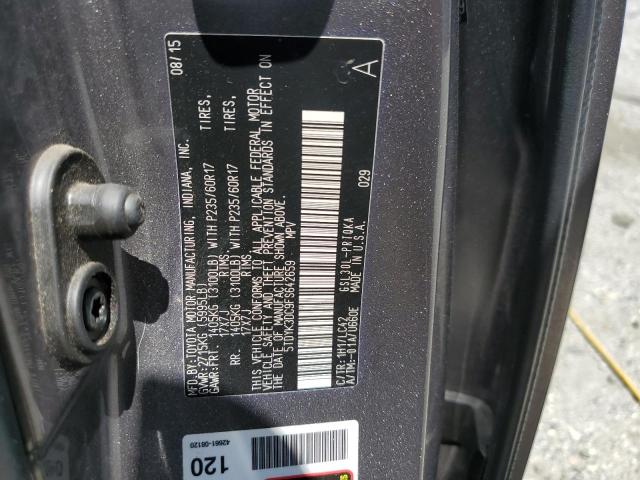 MFD.BY:TOYOTA MOTOR MANUFACTURING, INDIANA, INC. 08/15
GVWR:2715KG (5995LB)
GAWR:FRT. 1405KG (3100LB) WITH P235/60R17 TIRES,
17X7J RIMS,
RR. 1405KG (3100LB) WITH P235/60R17 TIRES,
17X7J RIMS.
THIS VEHICLE CONFORMS TO ALL APPLICABLE FEDERAL MOTOR
VEHICLE SAFETY AND THEFT PREVENTION STANDARDS IN EFFECT ON
THE DATE OF MANUFACTURE SHOWN ABOVE.
5TDYK3DC9FS642659 MPV
029 A
C/TR:1H1/LC42 GSL30L-PRTQKA
A/TM:-01A/U660E MADE IN U.S.A.
120
42661-08120